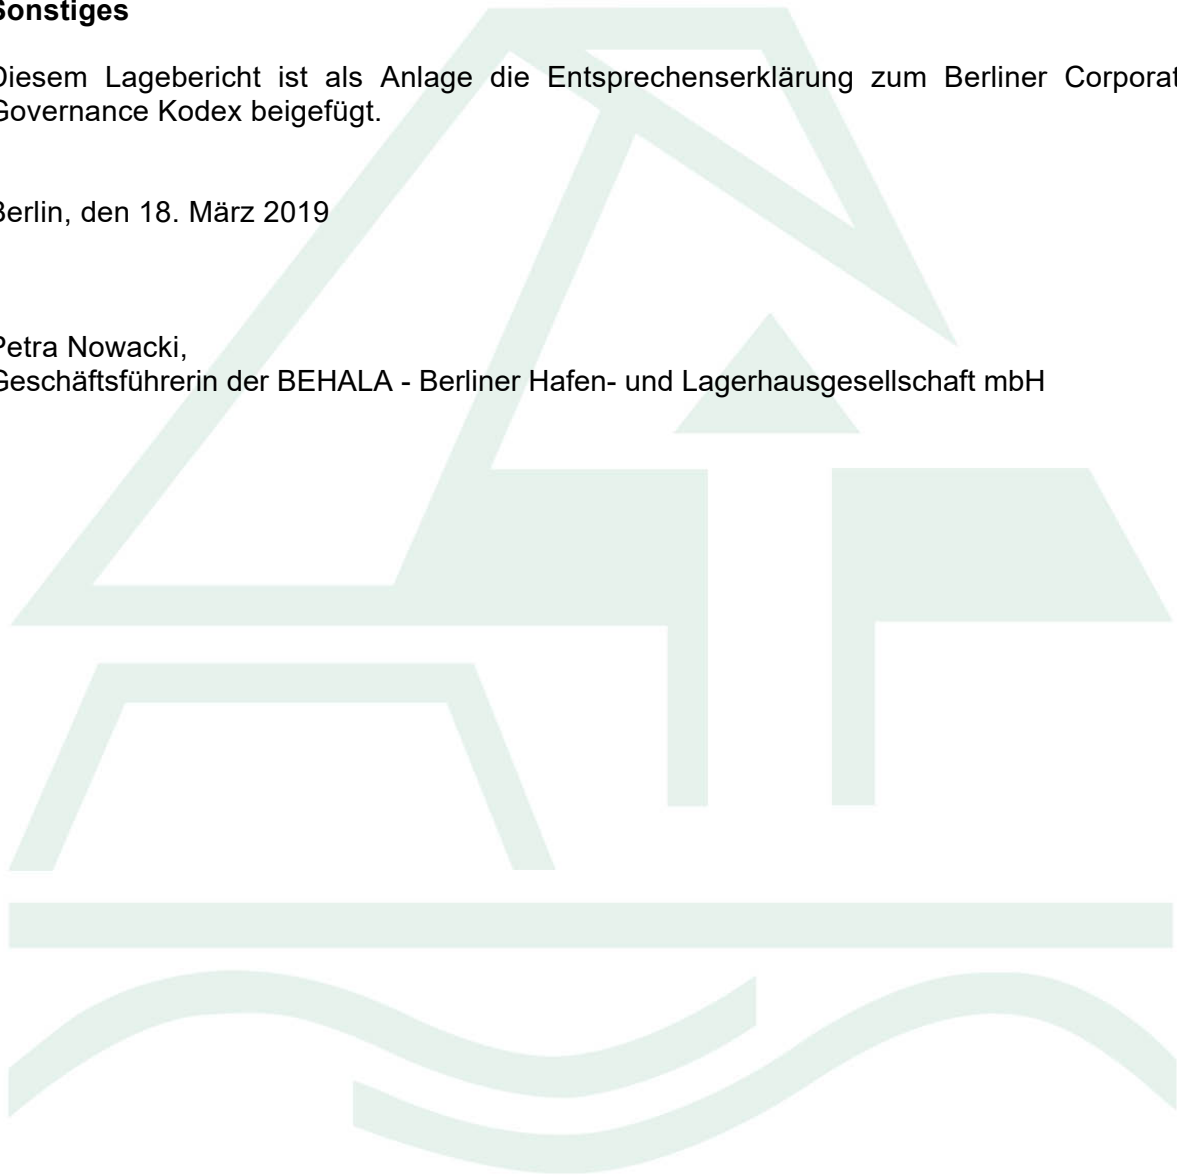 Sonstiges
Diesem Lagebericht ist als Anlage die Entsprechenserklärung zum Berliner Corporat
Governance Kodex beigefügt.
Berlin, den 18. März 2019
Petra Nowacki,
Geschäftsführerin der BEHALA - Berliner Hafen- und Lagerhausgesellschaft mbH